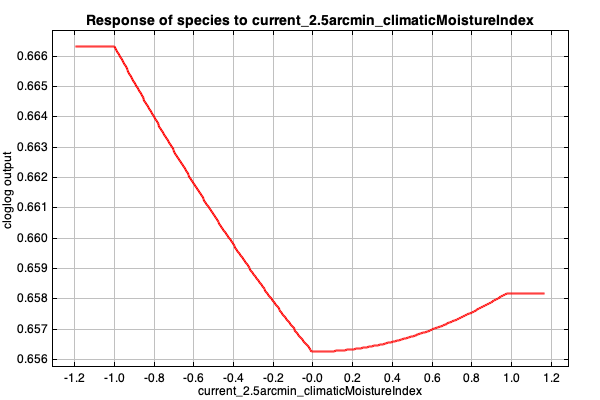 Response of species to current_2.5arcmin_climaticMoistureIndex
cloglog output
0.666
0.665
0.664
0.663
0.662
0.661
0.660
0.659
0.658
0.657
0.656
-1.2 -1.0 -0.8 -0.6 -0.4 -0.2 -0.0 0.2 0.4 0.6 0.8 1.0 1.2
current_2.5arcmin_climaticMoistureIndex